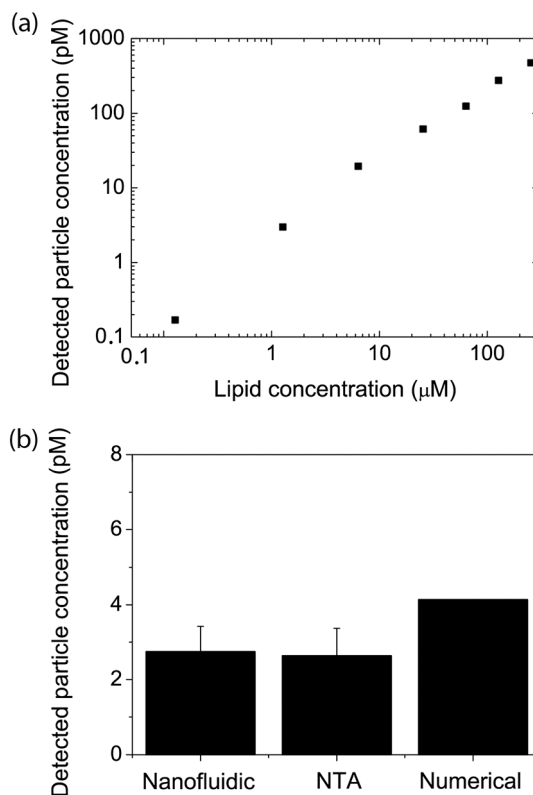 (a)
Detected particle concentration (pM)
1000
100
10
1
0.1
0.1 1 10 100
Lipid concentration (μM)
(b)
Detected particle concentration (pM)
8
6
4
2
0
Nanofluidic NTA Numerical